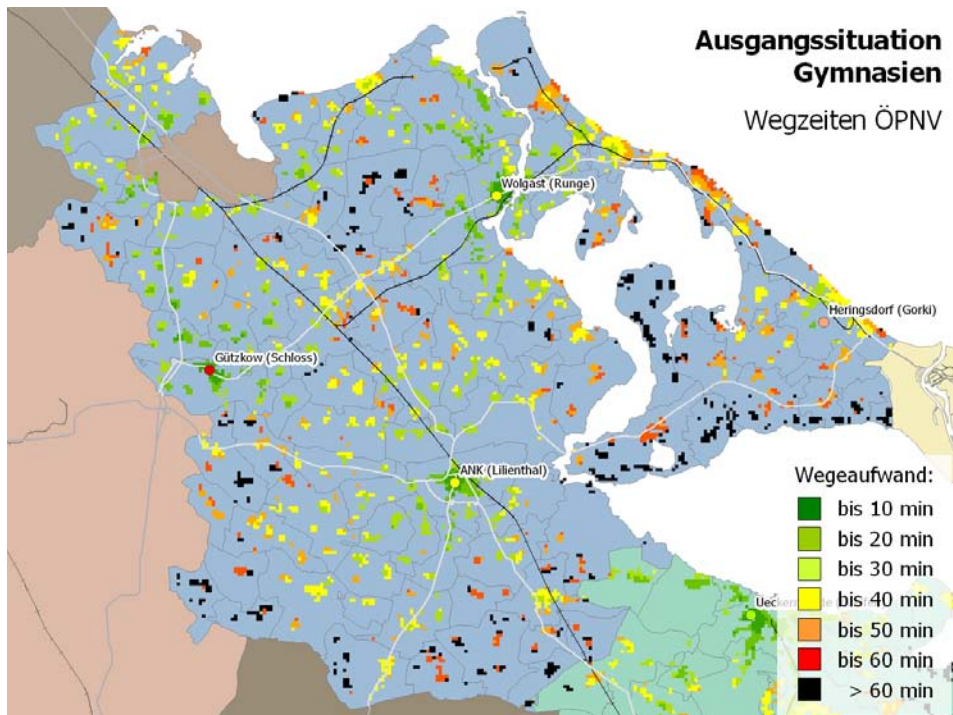 Ausgangssituation
Gymnasien
Wegzeiten ÖPNV
Wolgast (Runge)
Heringsdorf (Gorki)
Gützkow (Schloss)
ANK (Lilienthal)
Wegeaufwand:
bis 10 min
bis 20 min
bis 30 min
bis 40 min
bis 50 min
bis 60 min
> 60 min